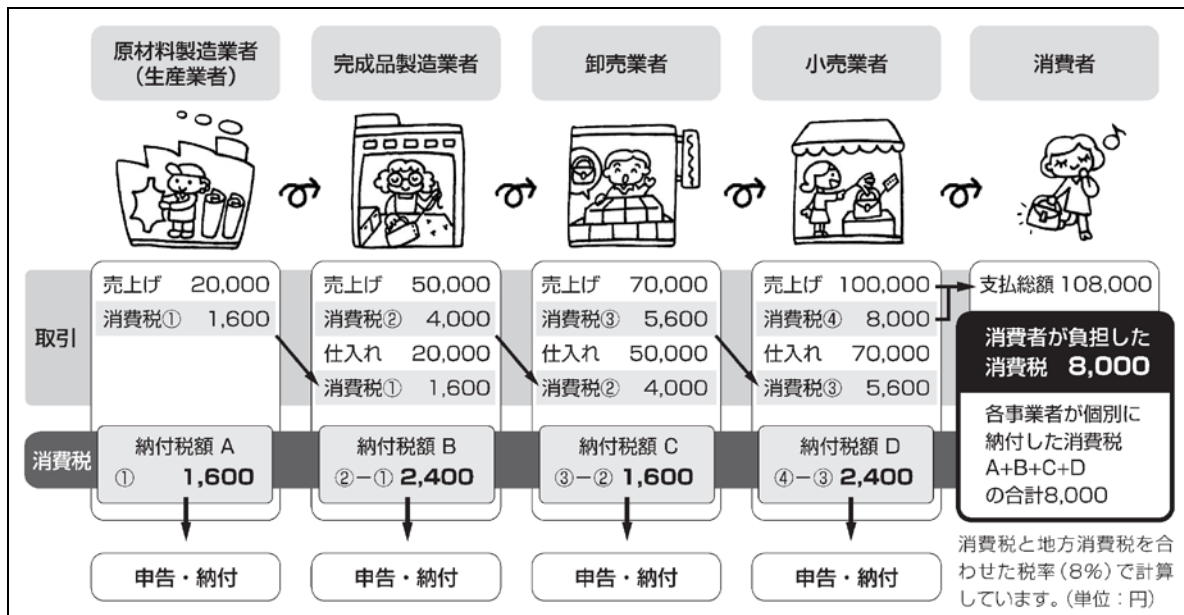 原材料製造業者
（生産業者）
完成品製造業者
卸売業者
小売業者
消費者
取引
売上げ 20,000
消費税① 1,600
売上げ 50,000
消費税② 4,000
仕入れ 20,000
消費税① 1,600
売上げ 70,000
消費税③ 5,600
仕入れ 50,000
消費税② 4,000
売上げ 100,000
消費税④ 8,000
仕入れ 70,000
消費税③ 5,600
支払総額 108,000
消費者が負担した
消費税 8,000
各事業者が個別に
納付した消費税
A+B+C+D
の合計8,000
消費税
納付税額 A
① 1,600
納付税額 B
②−① 2,400
納付税額 C
③−② 1,600
納付税額 D
④−③ 2,400
申告・納付
申告・納付
申告・納付
申告・納付
消費税と地方消費税を合
わせた税率（8%）で計算
しています。（単位：円）